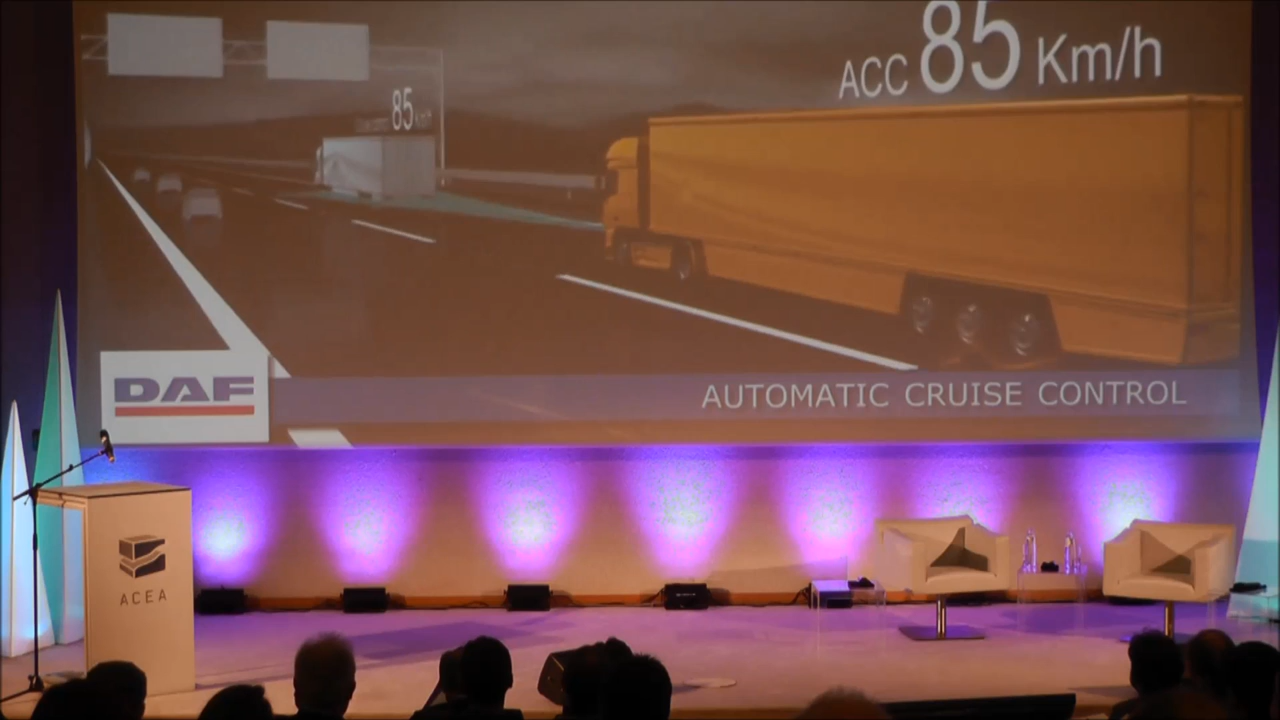 ACC 85 Km/h
85
DAF
AUTOMATIC CRUISE CONTROL
ACEA